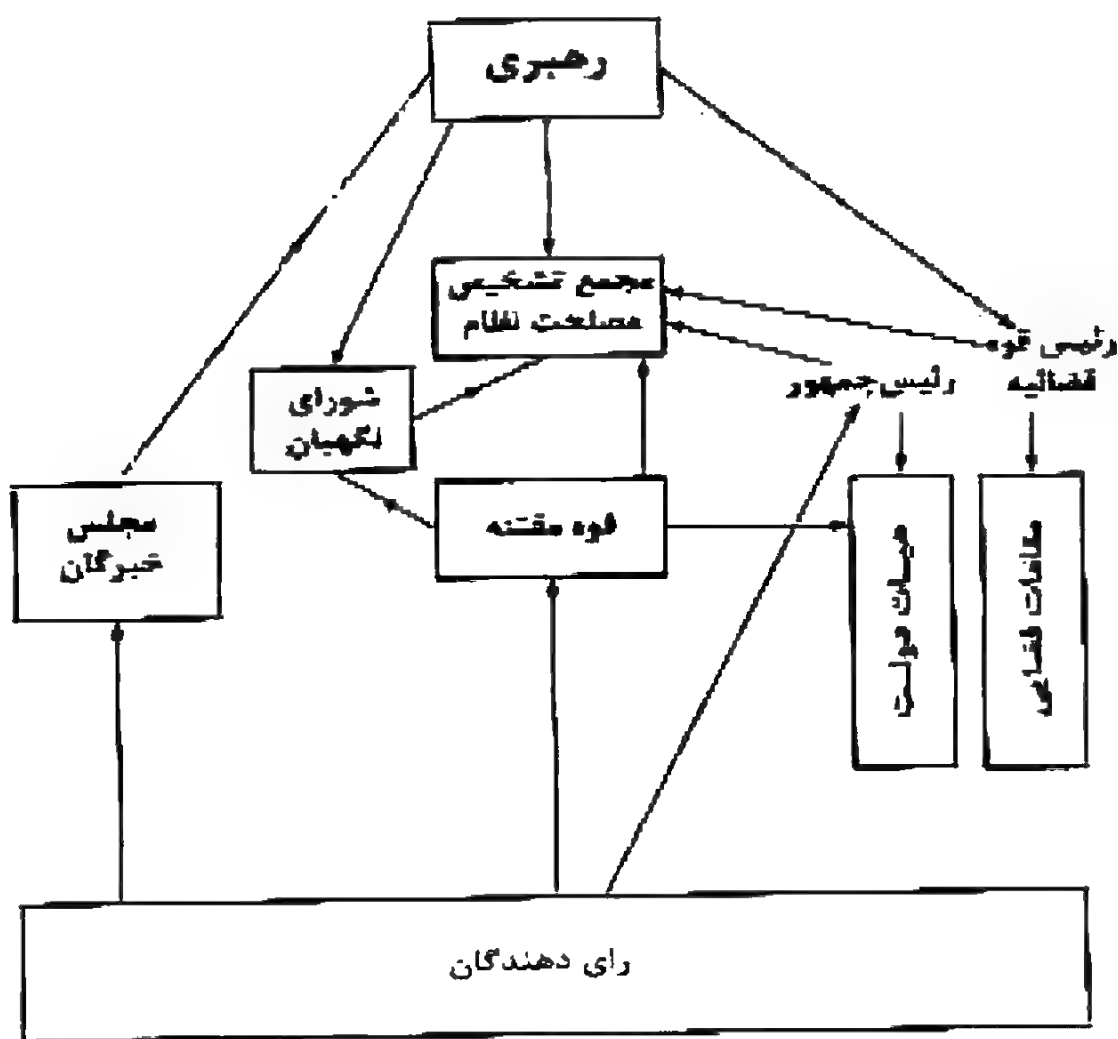 رهبری
مجمع تشخیص
مصلحت نظام
رئیس قوه
قضائیه
رئیس‌جمهور
شورای
نگهبان
قوه مقننه
مجلس
خبرگان
هیات دولت
مقامات قضایی
رای دهندگان